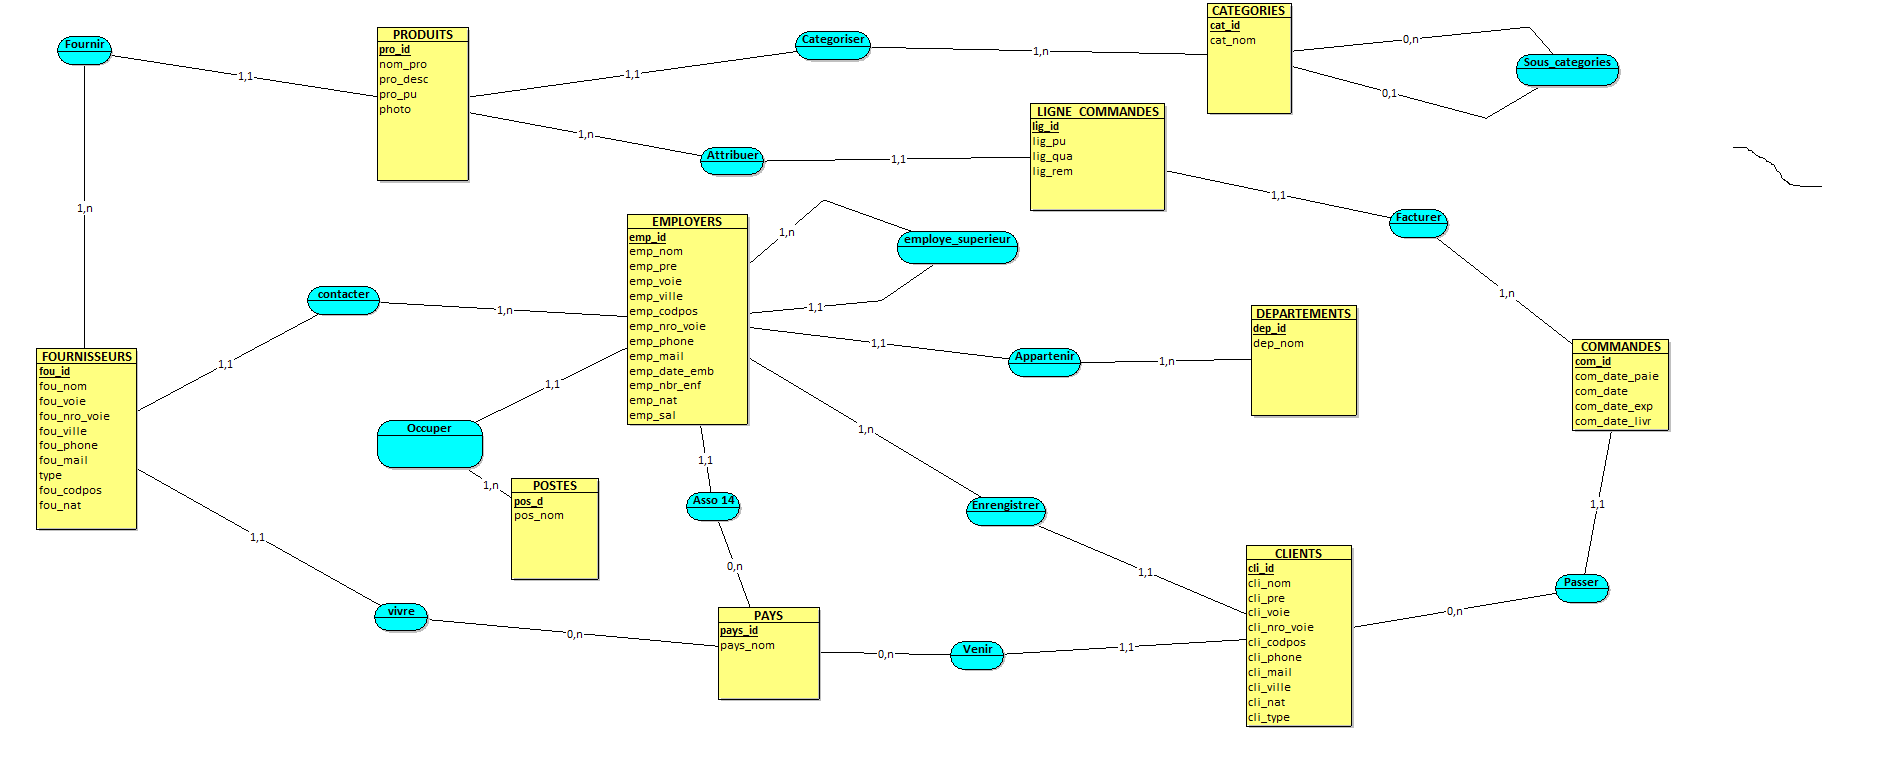 CATEGORIES
cat_id
cat_nom
0,n
Sous_categories
0,1
Fournir
1,1
PRODUITS
pro_id
nom_pro
pro_desc
pro_pu
photo
1,1
Categoriser
1,n
1,n
Attribuer
1,1
LIGNE_COMMANDES
lig_id
lig_pu
lig_qua
lig_rem
1,1
Facturer
1,n
1,n
EMPLOYERS
emp_id
emp_nom
emp_pre
emp_voie
emp_ville
emp_codpos
emp_nro_voie
emp_phone
emp_mail
emp_date_emb
emp_nbr_enf
emp_nat
emp_sal
1,n
employe_superieur
1,1
contacter
1,n
1,1
1,1
Appartenir
1,n
DEPARTEMENTS
dep_id
dep_nom
COMMANDES
com_id
com_date_paie
com_date
com_date_exp
com_date_livr
FOURNISSEURS
fou_id
fou_nom
fou_voie
fou_nro_voie
fou_ville
fou_phone
fou_mail
type
fou_codpos
fou_nat
1,1
Occuper
1,n
POSTES
pos_d
pos_nom
1,1
Asso 14
0,n
1,n
Enrengistrer
1,1
1,1
Passer
0,n
CLIENTS
cli_id
cli_nom
cli_pre
cli_voie
cli_nro_voie
cli_codpos
cli_phone
cli_mail
cli_ville
cli_nat
cli_type
1,1
vivre
0,n
PAYS
pays_id
pays_nom
0,n
Venir
1,1